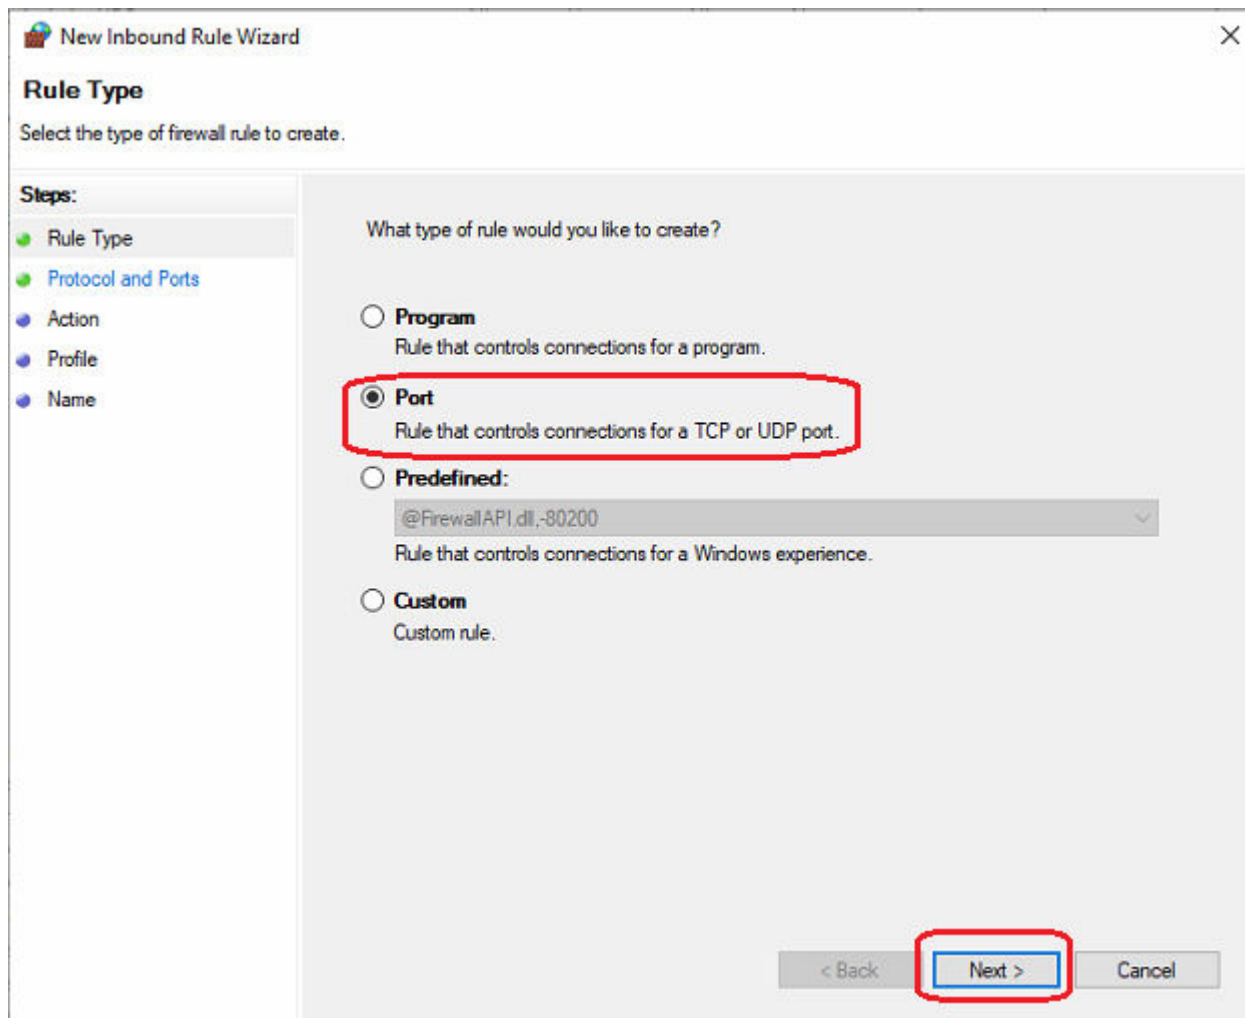 New Inbound Rule Wizard
Rule Type
Select the type of firewall rule to create.
Steps:
Rule Type
Protocol and Ports
Action
Profile
Name
What type of rule would you like to create?
Program
Rule that controls connections for a program.
Port
Rule that controls connections for a TCP or UDP port.
Predefined:
@FirewallAPI.dll,-80200
Rule that controls connections for a Windows experience.
Custom
Custom rule.
< Back Next > Cancel